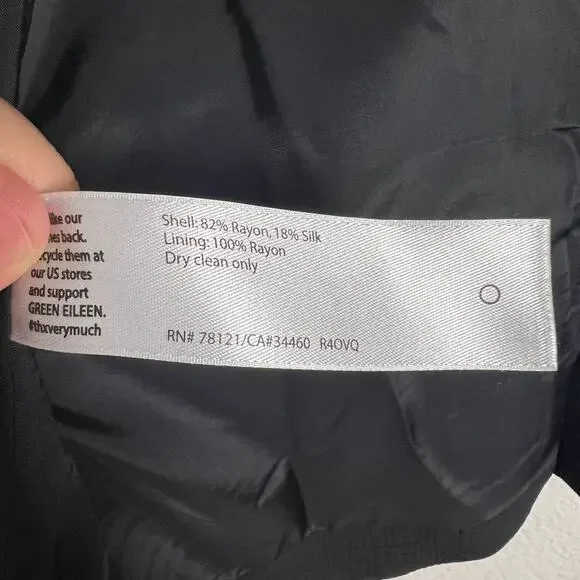 like our
back.
them at
our US stores
and support
GREEN EILEEN.
#thxverymuch
Shell: 82% Rayon, 18% Silk
Lining: 100% Rayon
Dry clean only
RN# 78121/CA#34460 R4OVQ